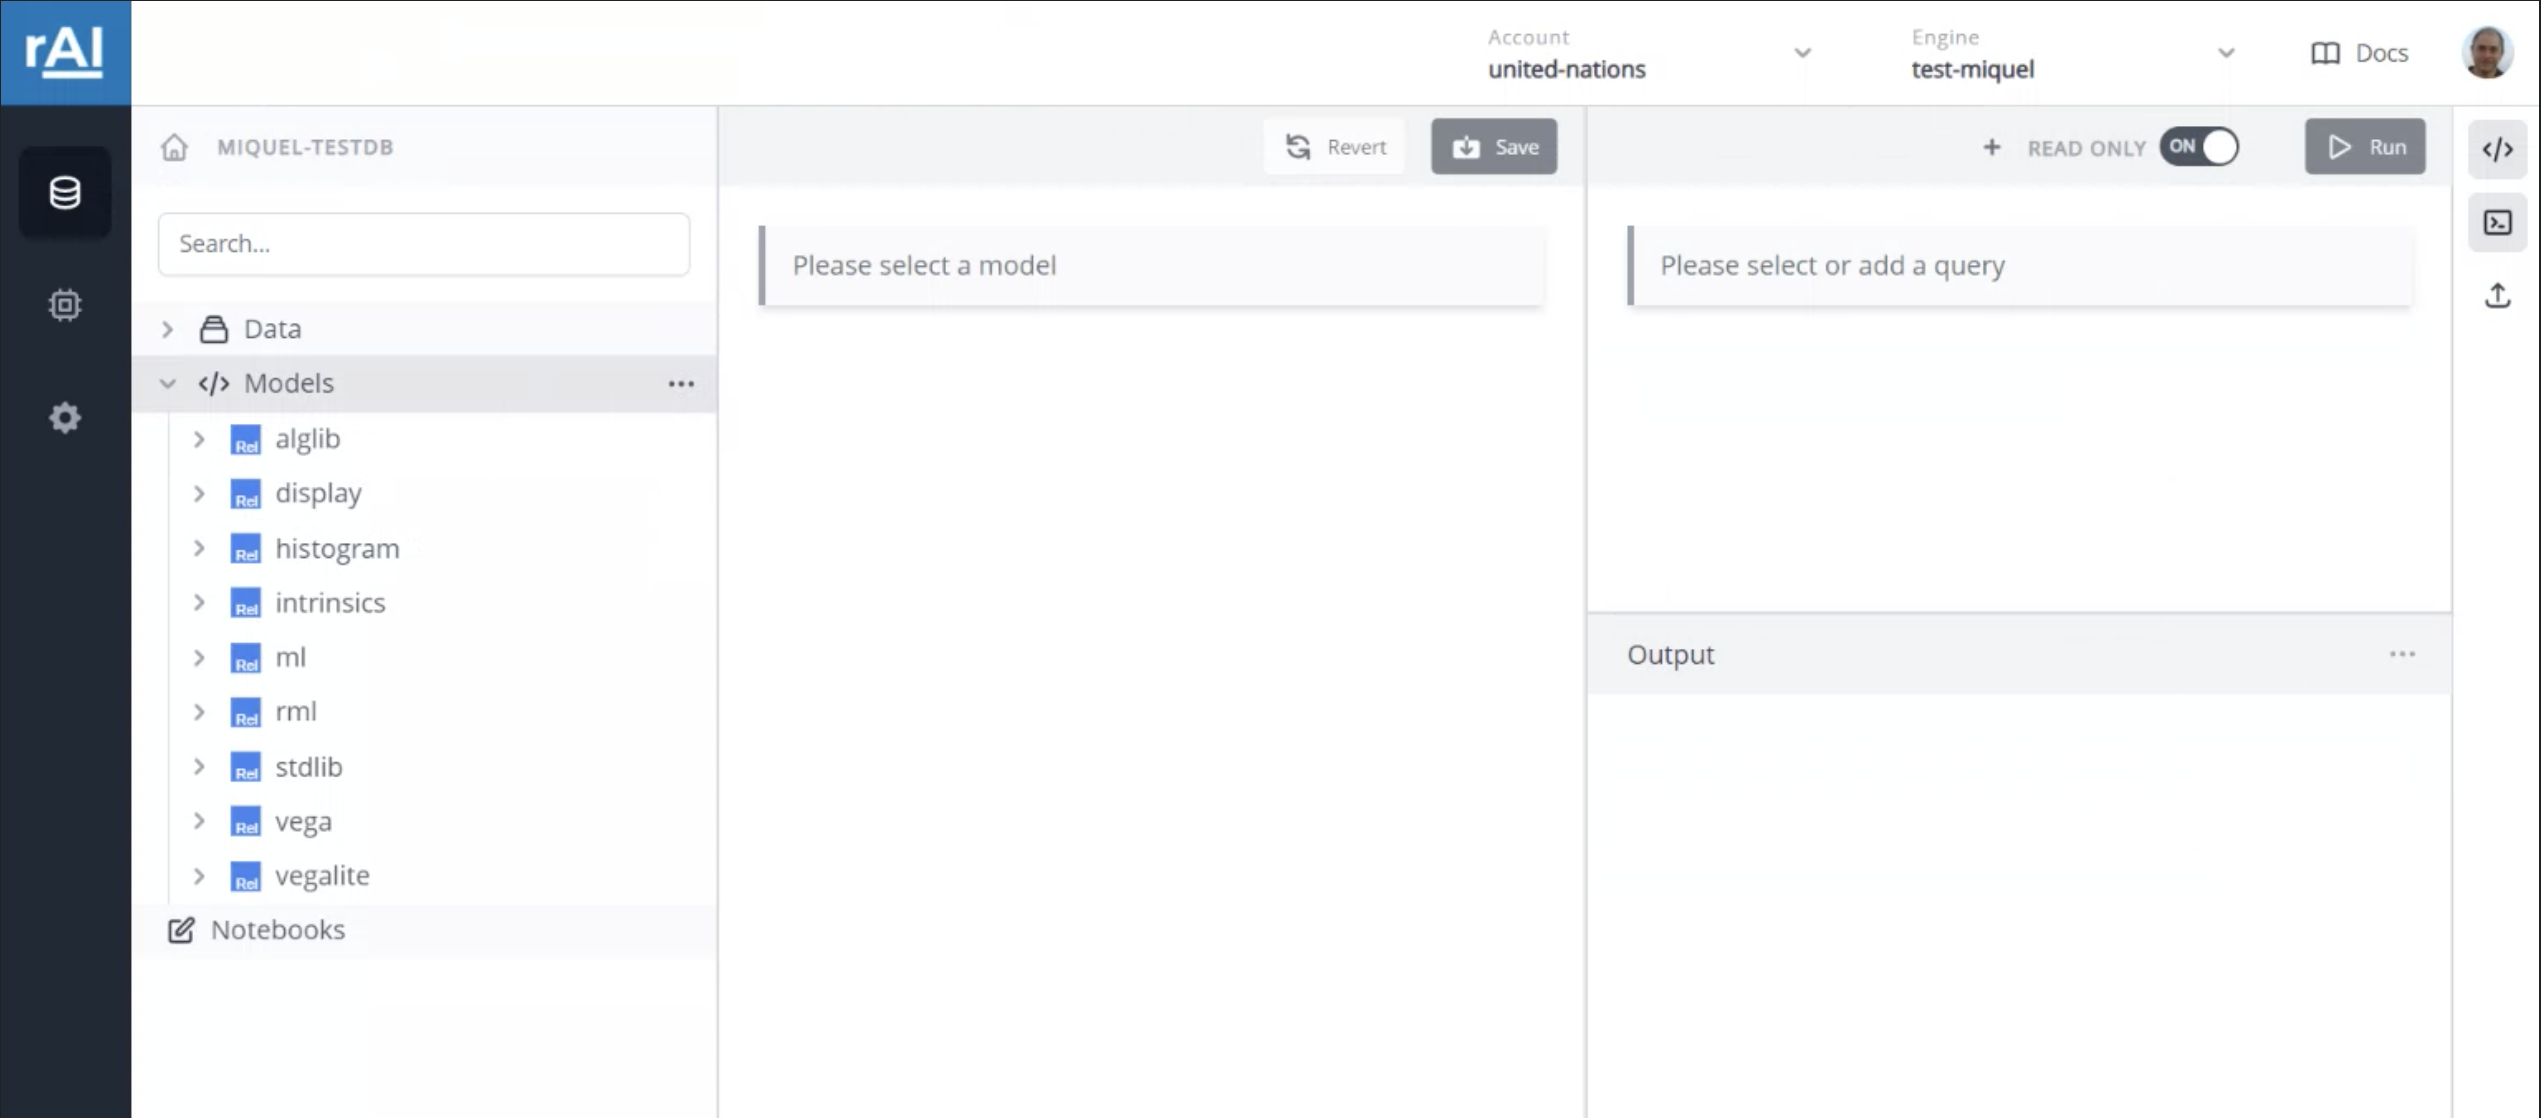 rAI
Account
united-nations
Engine
test-miquel
Docs
MIQUEL-TESTDB
Search...
Data
Models
Rel alglib
Rel display
Rel histogram
Rel intrinsics
Rel ml
Rel rml
Rel stdlib
Rel vega
Rel vegalite
Notebooks
Revert
Save
Please select a model
+ READ ONLY ON
Run
Please select or add a query
Output